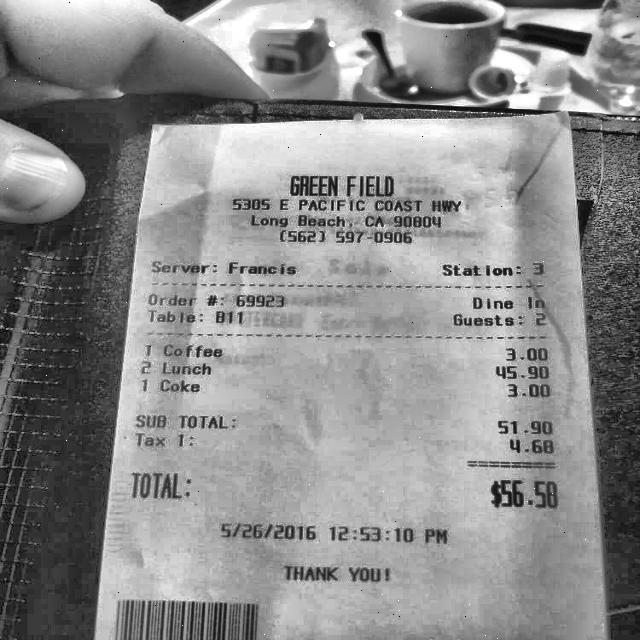 GREEN FIELD
5305 E PACIFIC COAST HWY
Long Beach, CA 90804
(562) 597-0906
Server: Francis Station: 3
Order #: 69923 Dine In
Table: B11 Guests: 2
1 Coffee 3.00
2 Lunch 45.90
1 Coke 3.00
SUB TOTAL: 51.90
Tax 1: 4.68
TOTAL: $56.58
5/26/2016 12:53:10 PM
THANK YOU!